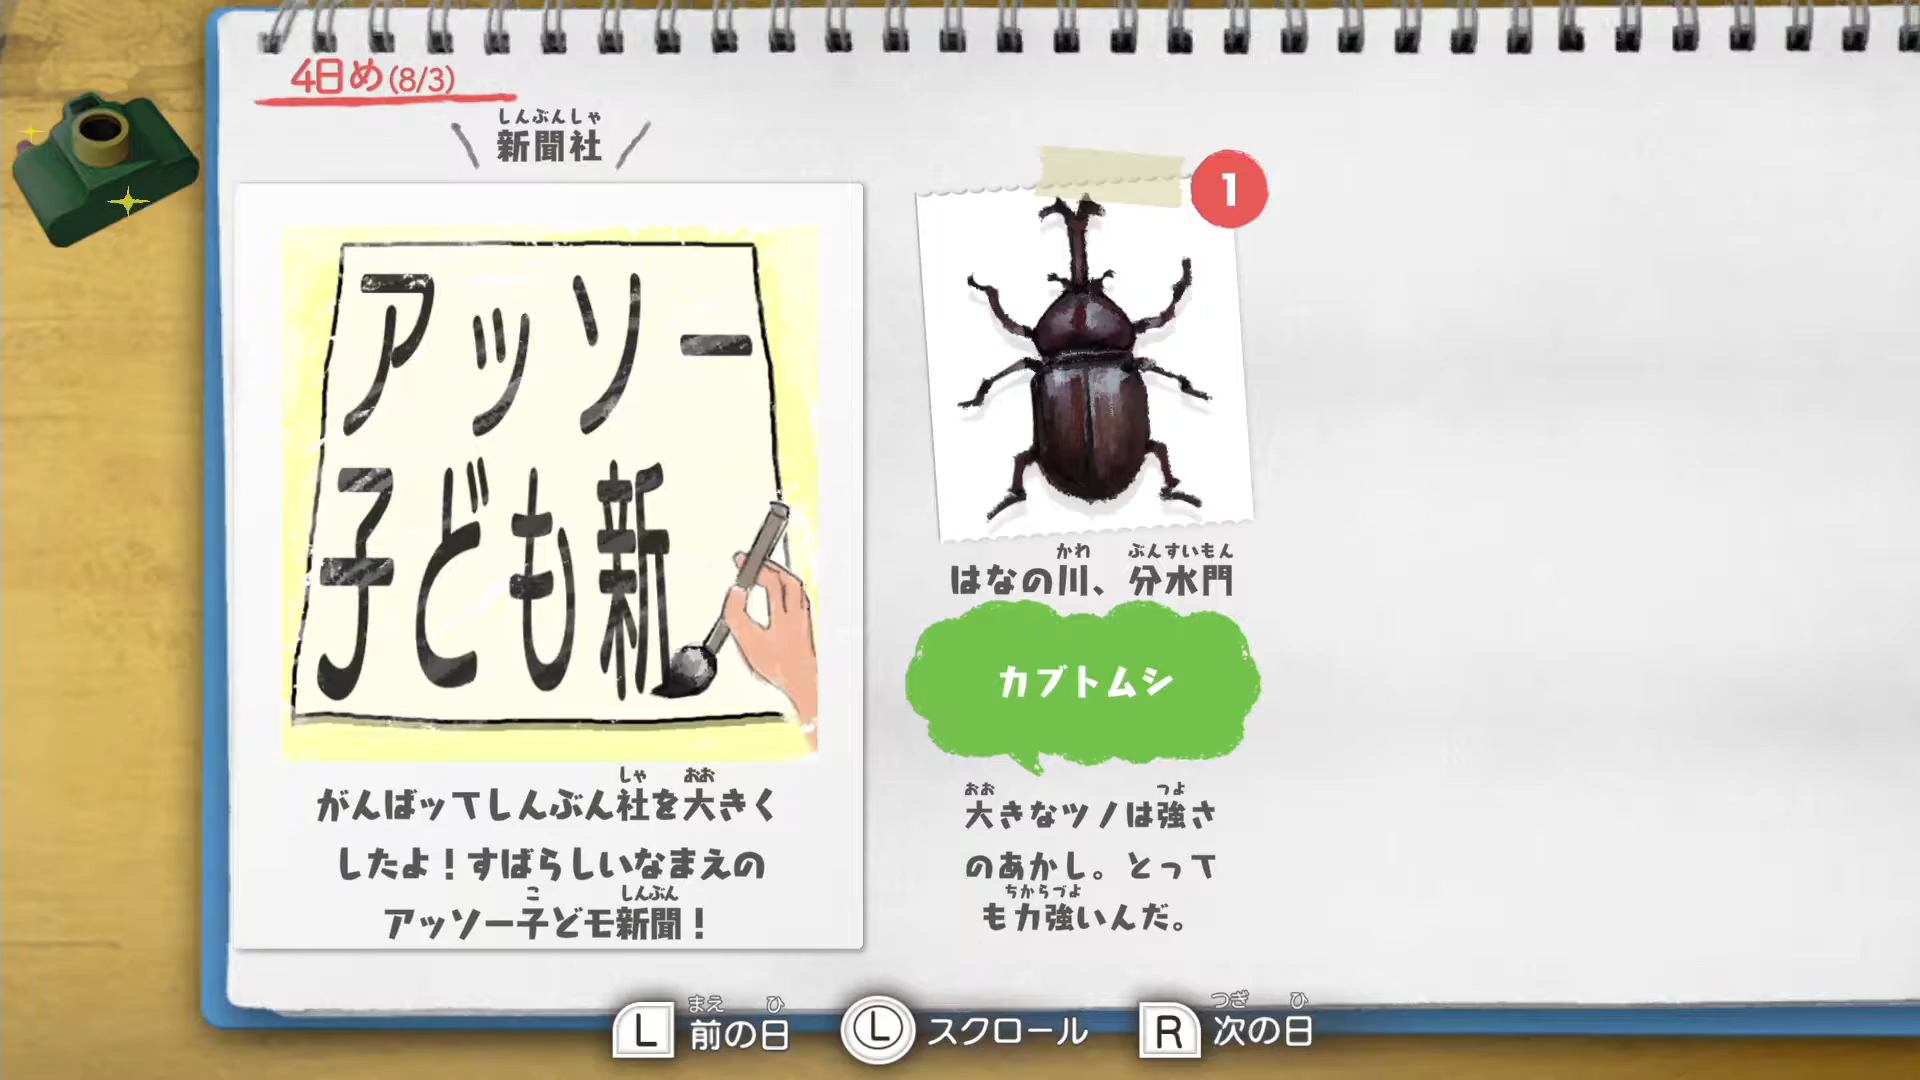 4日め(8/3)
しんぶんしゃ
新聞社
アッソー
子ども新
しゃ おお
がんばッてしんぶん社を大きく
したよ！すばらしいなまえの
こ しんぶん
アッソー子どモ新聞！
1
かわ ぶんすいもん
はなの川、分水門
カブトムシ
おお つよ
大きなツノは強さ
のあかし。とって
ちからづよ
も力強いんだ。
まえ ひ
L 前の日
L スクロール
つぎ ひ
R 次の日